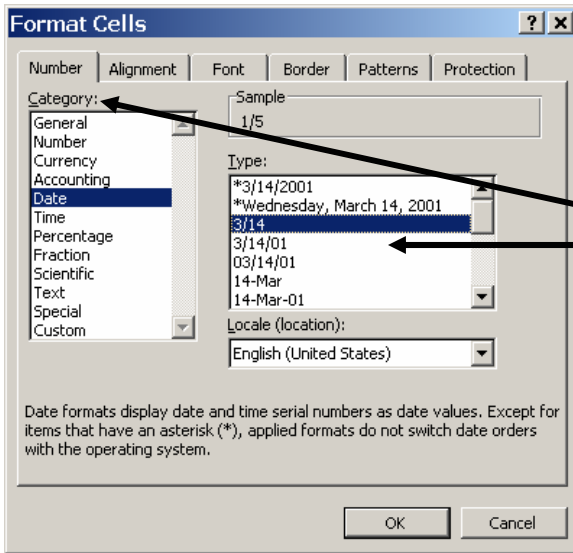 Format Cells
? x
Number Alignment Font Border Patterns Protection
Category:
General
Number
Currency
Accounting
Date
Time
Percentage
Fraction
Scientific
Text
Special
Custom
Sample
1/5
Type:
*3/14/2001
*Wednesday, March 14, 2001
3/14
3/14/01
03/14/01
14-Mar
14-Mar-01
Locale (location):
English (United States)
Date formats display date and time serial numbers as date values. Except for
items that have an asterisk (*), applied formats do not switch date orders
with the operating system.
OK Cancel